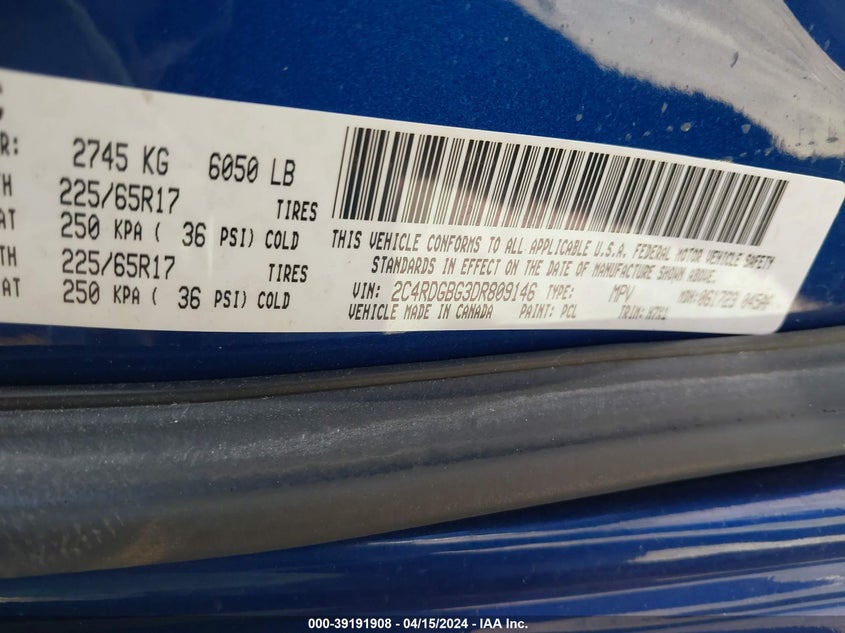 R: 2745 KG 6050 LB
TH 225/65R17 TIRES
AT 250 KPA ( 36 PSI) COLD
TH 225/65R17 TIRES
AT 250 KPA ( 36 PSI) COLD
THIS VEHICLE CONFORMS TO ALL APPLICABLE U.S.A. FEDERAL MOTOR VEHICLE SAFETY
STANDARDS IN EFFECT ON THE DATE OF MANUFACTURE SHOWN ABOVE.
VIN: 2C4RDGBG3DR809146 TYPE: MPV MDH:
VEHICLE MADE IN CANADA PAINT: PCL TRIM:
000-39191908 - 04/15/2024 - IAA Inc.